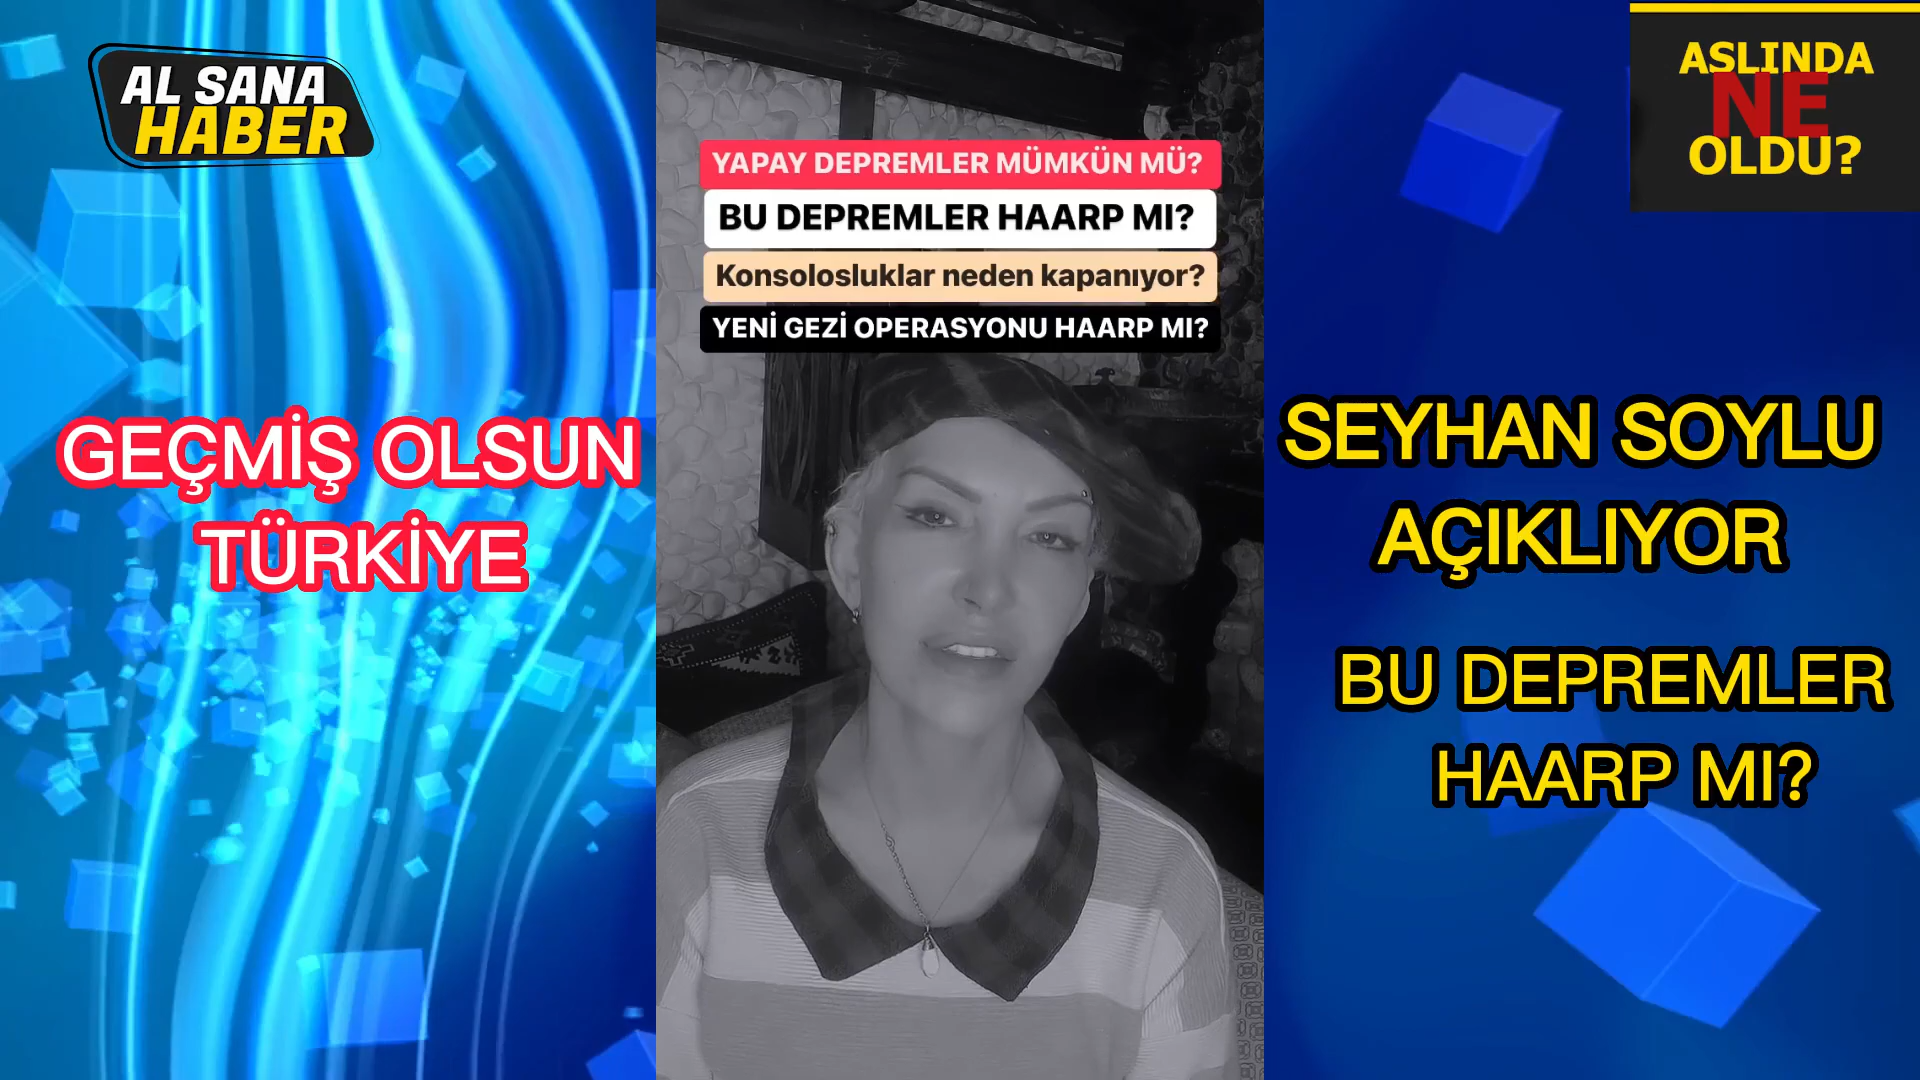 AL SANA
HABER
GEÇMİŞ OLSUN
TÜRKİYE
YAPAY DEPREMLER MÜMKÜN MÜ?
BU DEPREMLER HAARP MI?
Konsolosluklar neden kapanıyor?
YENİ GEZİ OPERASYONU HAARP MI?
ASLINDA
NE
OLDU?
SEYHAN SOYLU
AÇIKLIYOR
BU DEPREMLER
HAARP MI?